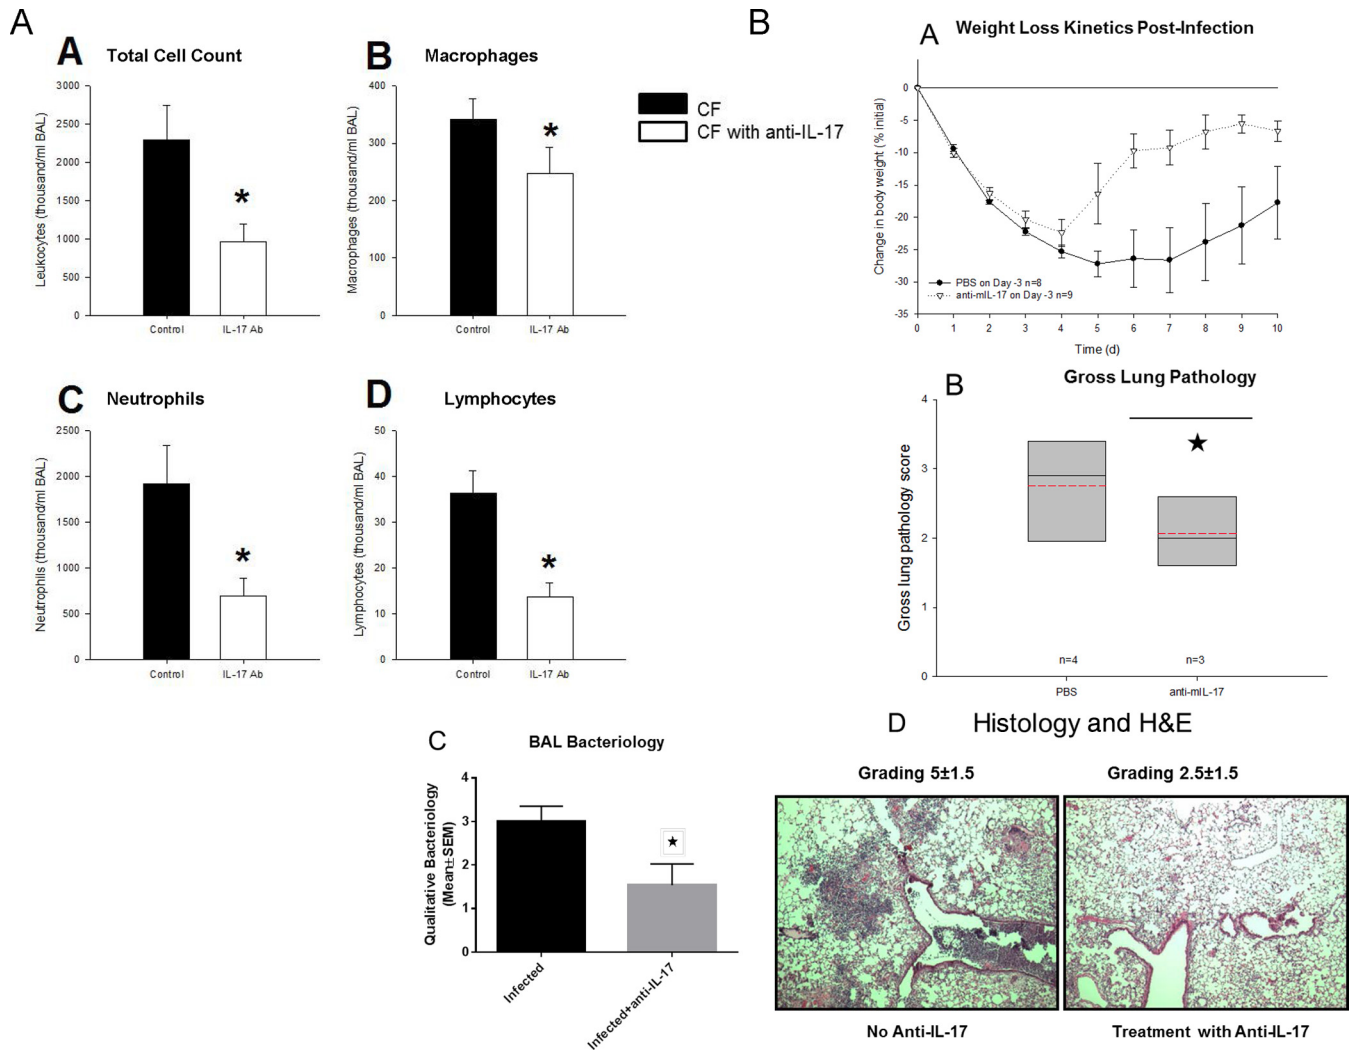 A
A
Total Cell Count
Leukocytes (thousand/ml BAL)
3000
2500
2000
1500
1000
500
0
*
Control
IL-17 Ab
B
Macrophages
Macrophages (thousand/ml BAL)
400
300
200
100
0
*
Control
IL-17 Ab
CF
CF with anti-IL-17
C
Neutrophils
Neutrophils (thousand/ml BAL)
2500
2000
1500
1000
500
0
*
Control
IL-17 Ab
D
Lymphocytes
Lymphocytes (thousand/ml BAL)
50
40
30
20
10
0
*
Control
IL-17 Ab
B
A
Weight Loss Kinetics Post-Infection
Change in body weight (% initial)
0
-5
-10
-15
-20
-25
-30
-35
PBS on Day -3 n=8
anti-mIL-17 on Day -3 n=9
0 1 2 3 4 5 6 7 8 9 10
Time (d)
B
Gross Lung Pathology
Gross lung pathology score
4
3
2
1
0
★
n=4
n=3
PBS
anti-mIL-17
C
BAL Bacteriology
Qualitative Bacteriology
(Mean±SEM)
4
3
2
1
0
★
Infected
Infected+anti-IL-17
D
Histology and H&E
Grading 5±1.5
Grading 2.5±1.5
No Anti-IL-17
Treatment with Anti-IL-17